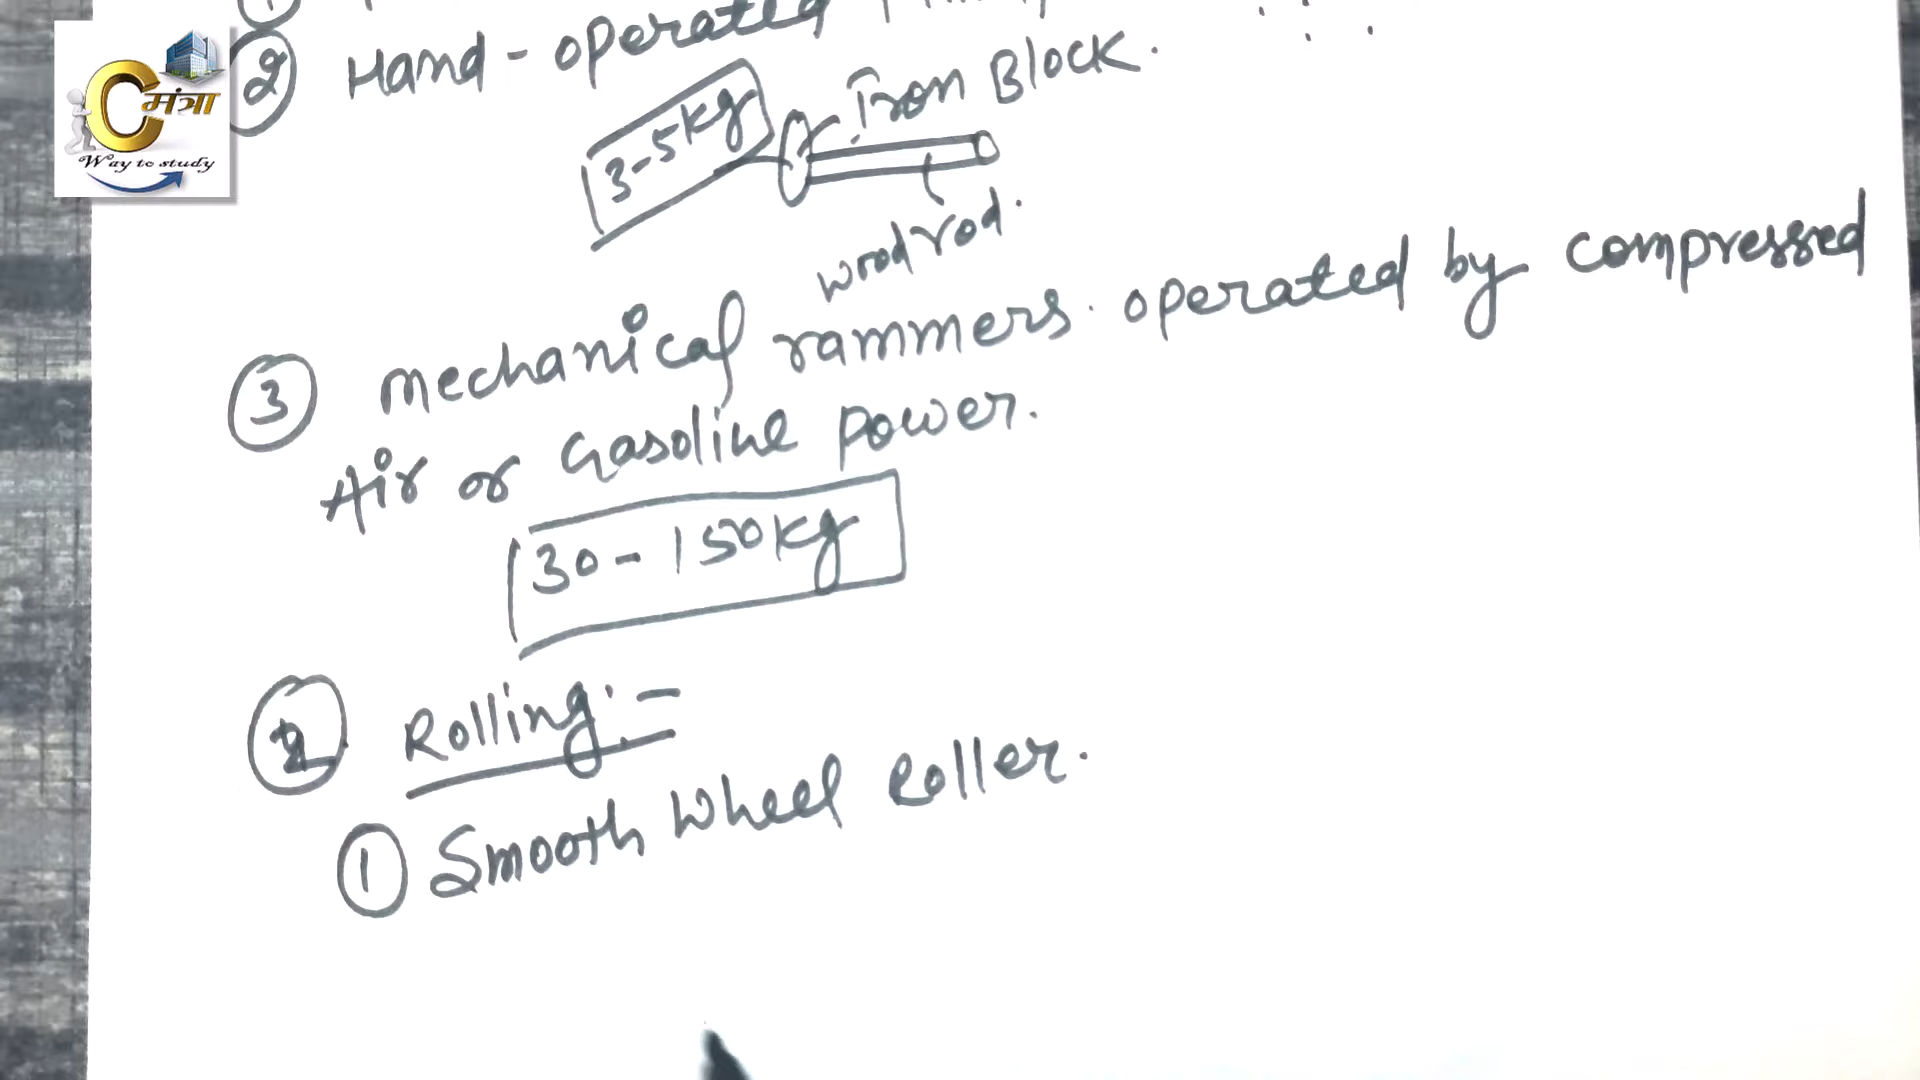 ② Hand - operated
3-5kg
Iron Block.
wood rod.
③ Mechanical rammers operated by compressed
Air or Gasoline power.
30 - 150kg
② Rolling :-
① Smooth Wheel Roller.
C मंत्रा
Way to study